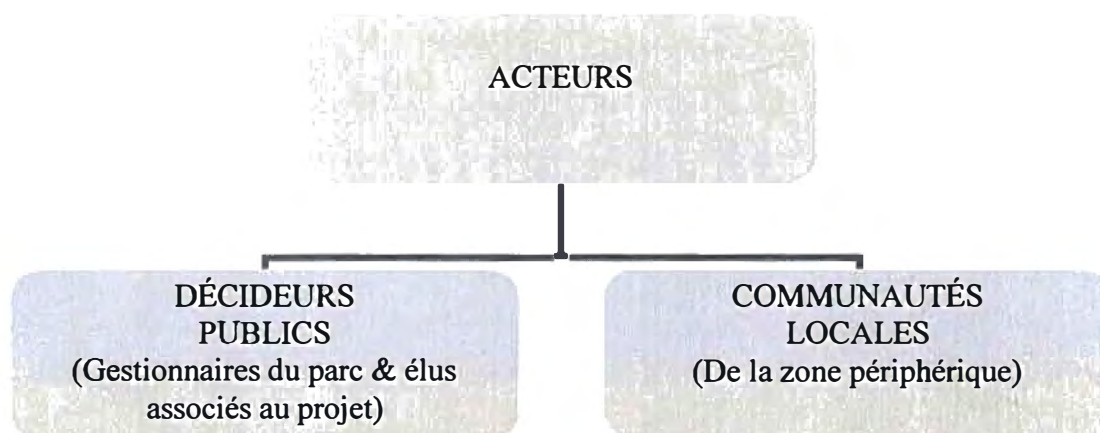 ACTEURS
DÉCIDEURS
PUBLICS
(Gestionnaires du parc & élus
associés au projet)
COMMUNAUTÉS
LOCALES
(De la zone périphérique)